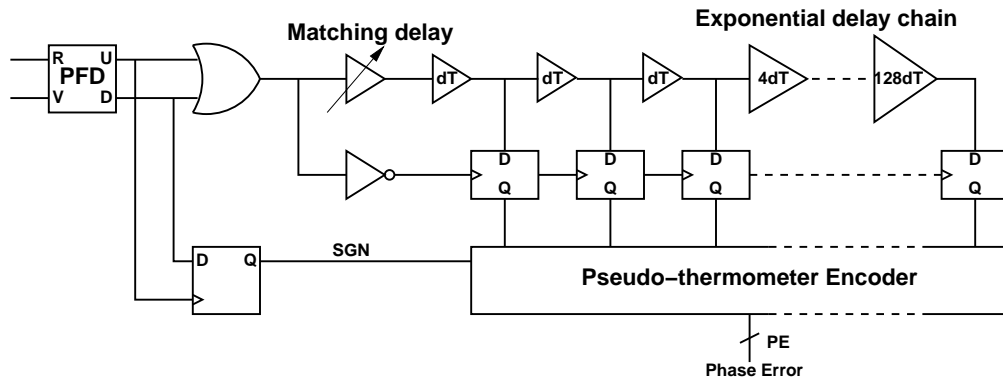 Exponential delay chain
Matching delay
R U
PFD
V D
dT
dT
dT
4dT
128dT
D
Q
D
Q
D
Q
D
Q
D Q
SGN
Pseudo−thermometer Encoder
PE
Phase Error